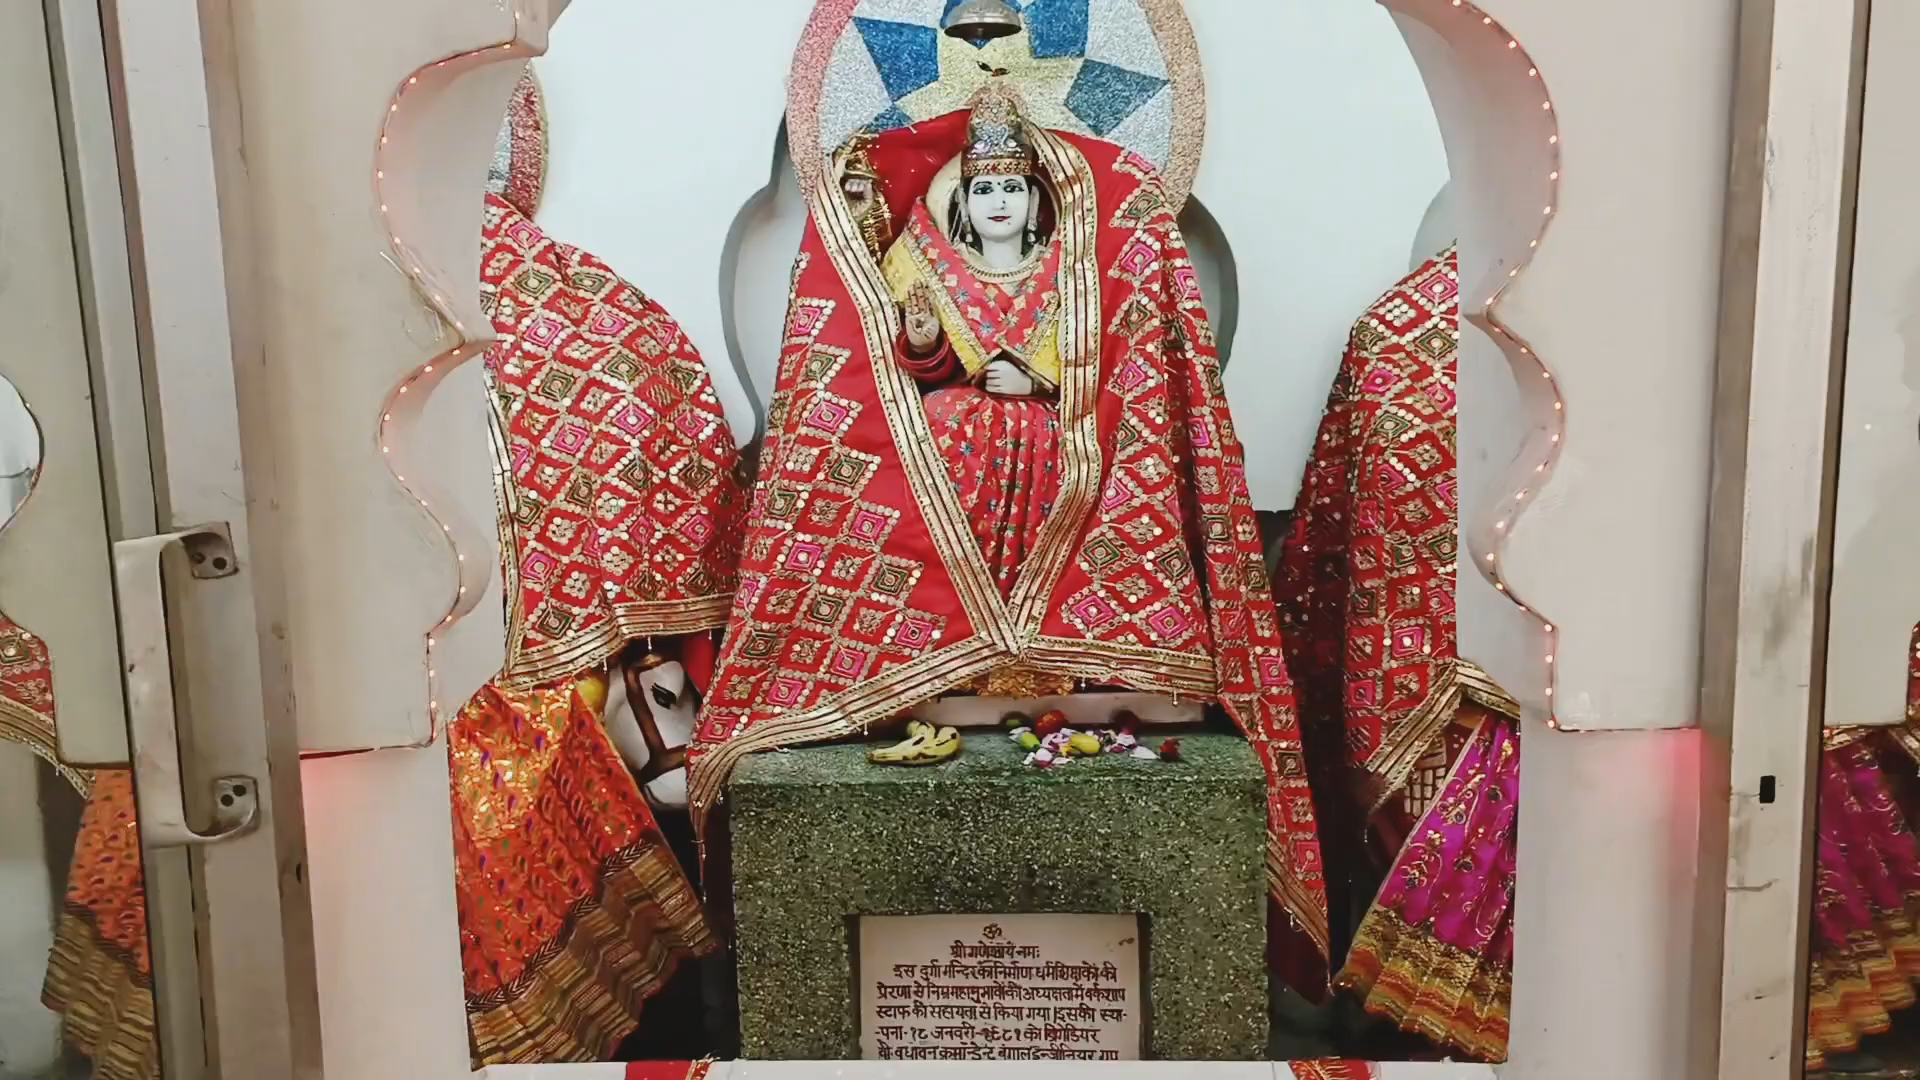 ॐ
श्री गणेशाय नमः
इस दुर्गा मन्दिर का निर्माण धर्म शिक्षकों की
प्रेरणा से निम्न महानुभावों की अध्यक्षता में वर्कशाप
स्टाफ की सहायता से किया गया। इसकी स्था-
-पना-१८ जनवरी-१९८१ को ब्रिगेडियर
वी॰ वधावन कमान्डेन्ट बंगाल इन्जीनियर ग्रुप